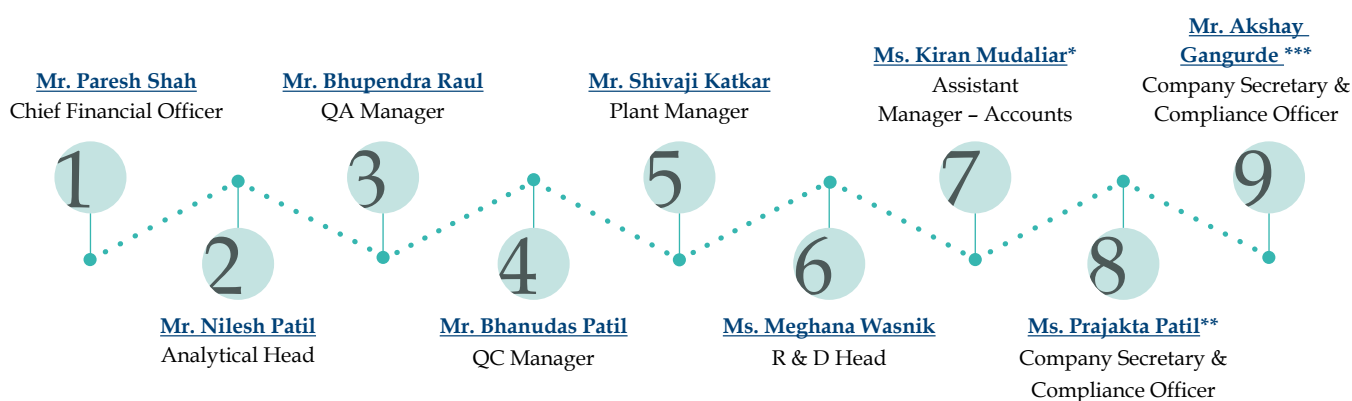 Mr. Paresh Shah
Chief Financial Officer
1
Mr. Nilesh Patil
Analytical Head
2
Mr. Bhupendra Raul
QA Manager
3
Mr. Bhanudas Patil
QC Manager
4
Mr. Shivaji Katkar
Plant Manager
5
Ms. Meghana Wasnik
R & D Head
6
Ms. Kiran Mudaliar*
Assistant
Manager – Accounts
7
Ms. Prajakta Patil**
Company Secretary &
Compliance Officer
8
Mr. Akshay
Gangurde ***
Company Secretary &
Compliance Officer
9